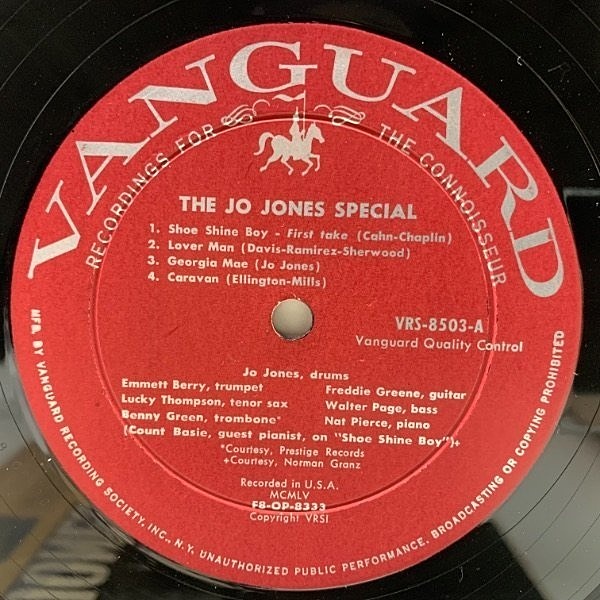 VANGUARD
RECORDINGS FOR THE CONNOISSEUR
THE JO JONES SPECIAL
1. Shoe Shine Boy - First take (Cahn-Chaplin)
2. Lover Man (Davis-Ramirez-Sherwood)
3. Georgia Mae (Jo Jones)
4. Caravan (Ellington-Mills)
VRS-8503-A
Vanguard Quality Control
Jo Jones, drums
Emmett Berry, trumpet Freddie Greene, guitar
Lucky Thompson, tenor sax Walter Page, bass
Benny Green, trombone* Nat Pierce, piano
(Count Basie, guest pianist, on "Shoe Shine Boy")+
*Courtesy, Prestige Records
+Courtesy, Norman Granz
Recorded in U.S.A.
MCMLV
F8-OP-8333
Copyright VRSI
MFR. BY VANGUARD RECORDING SOCIETY, INC., N.Y. UNAUTHORIZED PUBLIC PERFORMANCE, BROADCASTING OR COPYING PROHIBITED